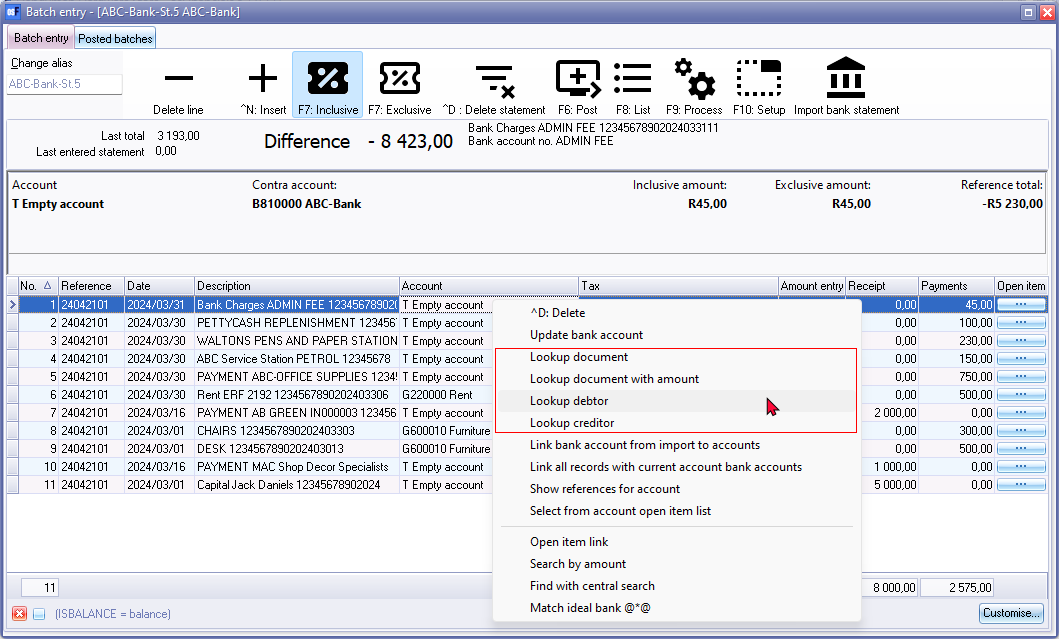 Batch entry - [ABC-Bank-St.5 ABC-Bank]
Batch entry Posted batches
Change alias
ABC-Bank-St.5
Delete line ^N: Insert F7: Inclusive F7: Exclusive ^D : Delete statement F6: Post F8: List F9: Process F10: Setup Import bank statement
Last total 3 193,00
Last entered statement 0,00
Difference - 8 423,00
Bank Charges ADMIN FEE 12345678902024033111
Bank account no. ADMIN FEE
Account Contra account: Inclusive amount: Exclusive amount: Reference total:
T Empty account B810000 ABC-Bank R45,00 R45,00 -R5 230,00
No. Reference Date Description Account Tax Amount entry Receipt Payments Open item
1 24042101 2024/03/31 Bank Charges ADMIN FEE 123456789020 T Empty account 0,00 45,00 ...
2 24042101 2024/03/30 PETTYCASH REPLENISHMENT 123456 T Empty account 0,00 100,00 ...
3 24042101 2024/03/30 WALTONS PENS AND PAPER STATION T Empty account 0,00 230,00 ...
4 24042101 2024/03/30 ABC Service Station PETROL 12345678 T Empty account 0,00 150,00 ...
5 24042101 2024/03/30 PAYMENT ABC-OFFICE SUPPLIES 1234 T Empty account 0,00 750,00 ...
6 24042101 2024/03/30 Rent ERF 2192 1234567890202403306 G220000 Rent 0,00 500,00 ...
7 24042101 2024/03/16 PAYMENT AB GREEN IN000003 123456 T Empty account 2 000,00 0,00 ...
8 24042101 2024/03/01 CHAIRS 1234567890202403303 G600010 Furniture 0,00 300,00 ...
9 24042101 2024/03/01 DESK 123456789020240313 G600010 Furniture 0,00 500,00 ...
10 24042101 2024/03/16 PAYMENT MAC Shop Decor Specialists T Empty account 1 000,00 0,00 ...
11 24042101 2024/03/01 Capital Jack Daniels 12345678902024 T Empty account 5 000,00 0,00 ...
^D: Delete
Update bank account
Lookup document
Lookup document with amount
Lookup debtor
Lookup creditor
Link bank account from import to accounts
Link all records with current account bank accounts
Show references for account
Select from account open item list
Open item link
Search by amount
Find with central search
Match ideal bank @*@
11 8 000,00 2 575,00
(ISBALANCE = balance) Customise...